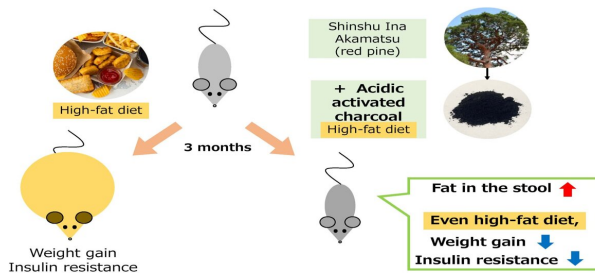 High-fat diet
Shinshu Ina
Akamatsu
(red pine)
+ Acidic
activated
charcoal
High-fat diet
3 months
Weight gain
Insulin resistance
Fat in the stool
Even high-fat diet,
Weight gain
Insulin resistance